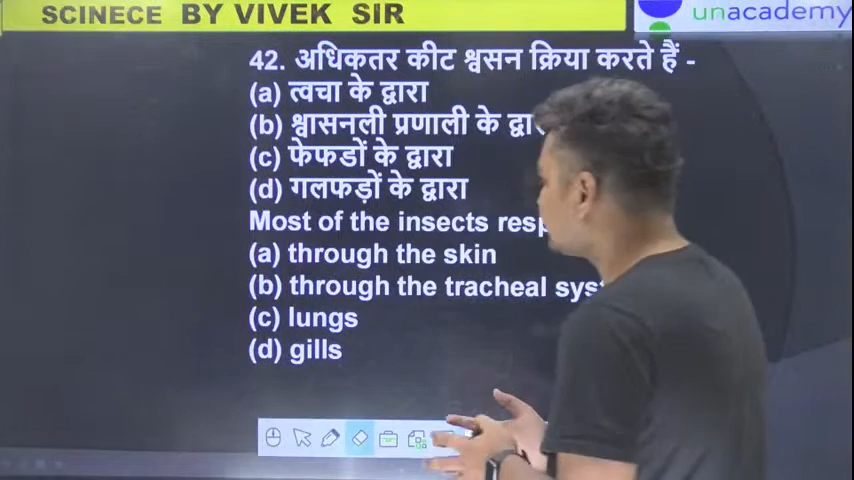 SCINECE BY VIVEK SIR
unacademy
42. अधिकतर कीट श्वसन क्रिया करते हैं -
(a) त्वचा के द्वारा
(b) श्वासनली प्रणाली के
(c) फेफडों के द्वारा
(d) गलफड़ों के द्वारा
Most of the insects
(a) through the skin
(b) through the tracheal
(c) lungs
(d) gills